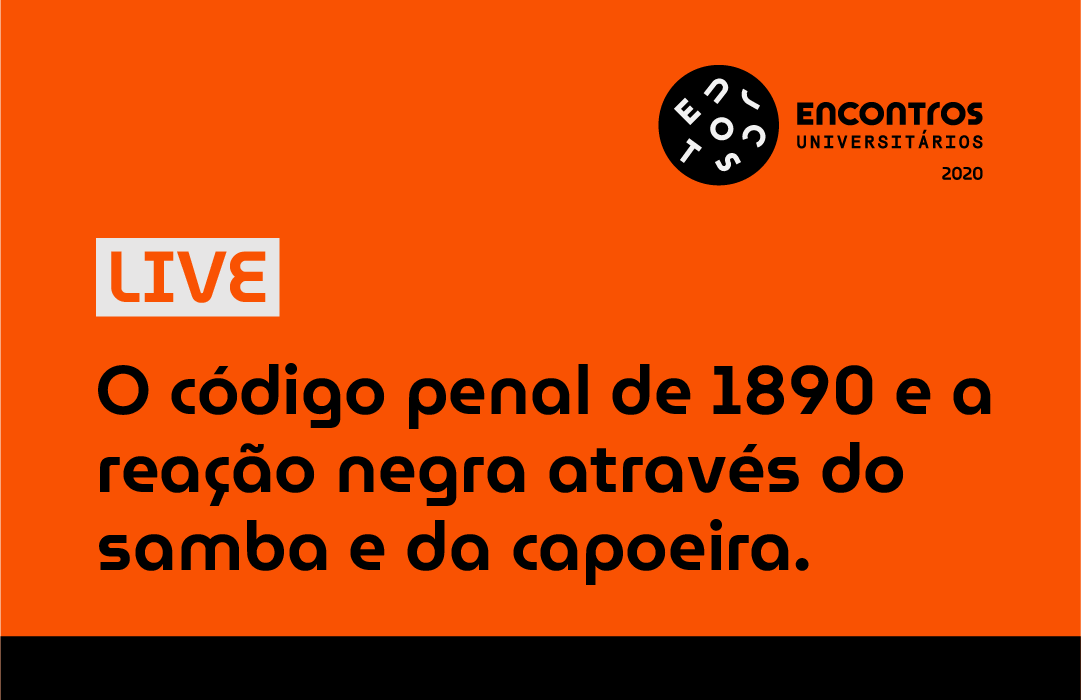 ENCONTROS
UNIVERSITÁRIOS
2020
LIVE
O código penal de 1890 e a
reação negra através do
samba e da capoeira.